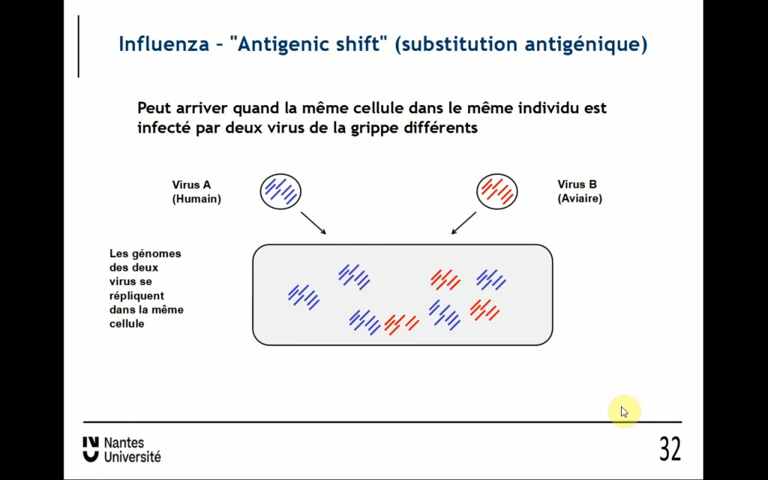 Influenza – "Antigenic shift" (substitution antigénique)
Peut arriver quand la même cellule dans le même individu est
infecté par deux virus de la grippe différents
Virus A
(Humain)
Virus B
(Aviaire)
Les génomes
des deux
virus se
répliquent
dans la même
cellule
Nantes
Université
32